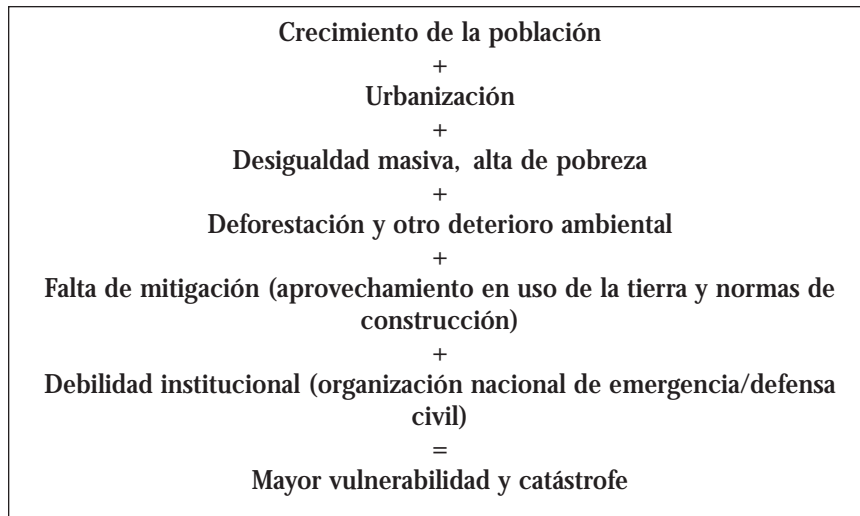 Crecimiento de la población
+
Urbanización
+
Desigualdad masiva, alta de pobreza
+
Deforestación y otro deterioro ambiental
+
Falta de mitigación (aprovechamiento en uso de la tierra y normas de
construcción)
+
Debilidad institucional (organización nacional de emergencia/defensa
civil)
=
Mayor vulnerabilidad y catástrofe